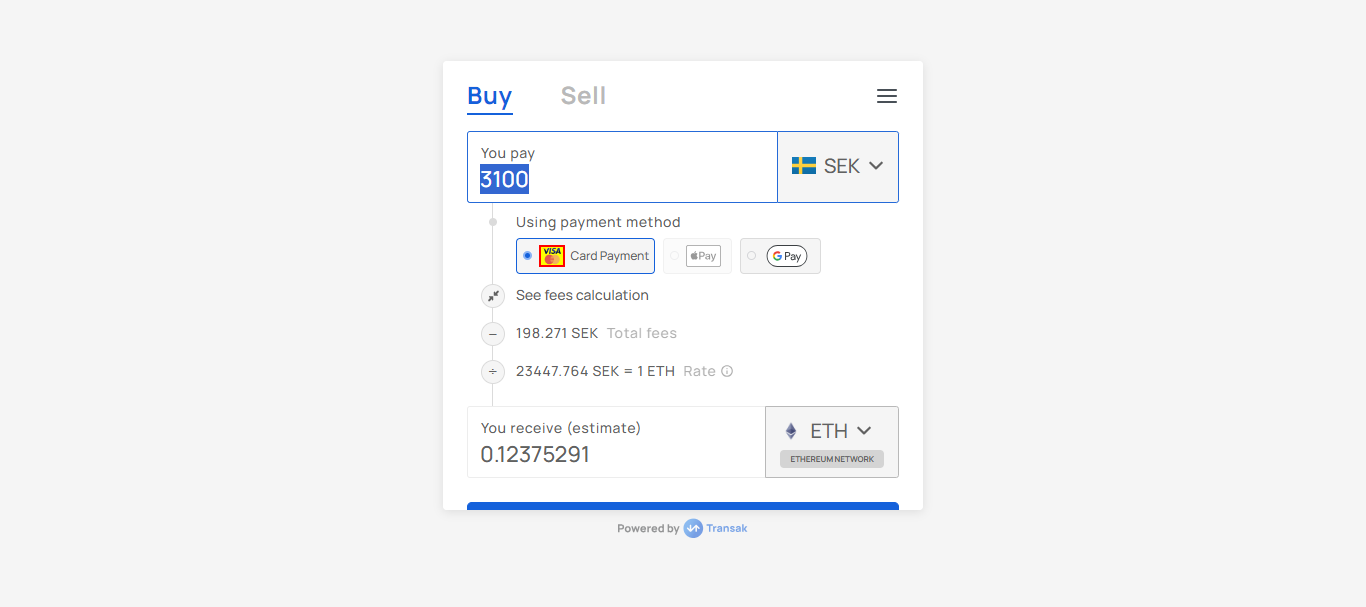 Buy Sell
You pay
3100
SEK
Using payment method
VISA Card Payment Pay G Pay
See fees calculation
198.271 SEK Total fees
23447.764 SEK = 1 ETH Rate
You receive (estimate)
0.12375291
ETH
ETHEREUM NETWORK
Powered by Transak